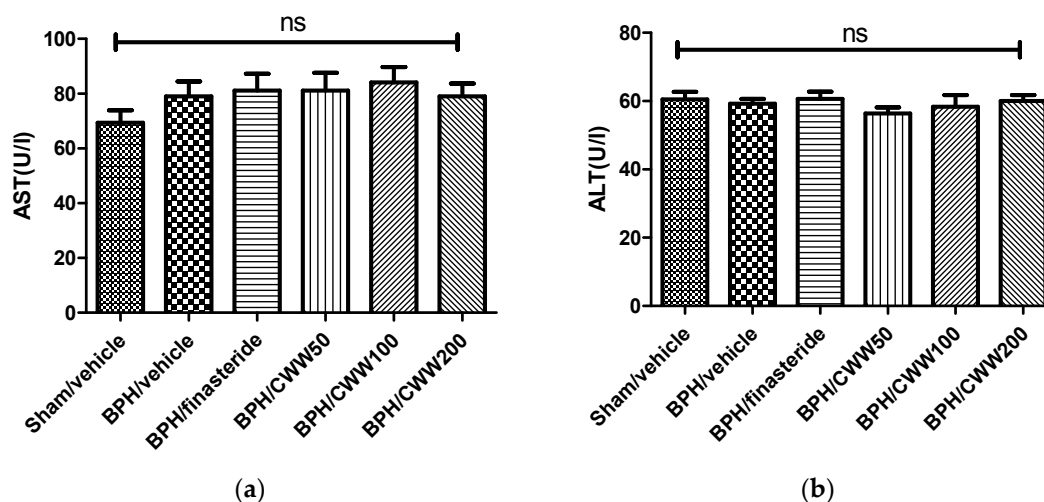 ns
100
80
60
40
20
0
AST(U/l)
Sham/vehicle
BPH/vehicle
BPH/finasteride
BPH/CWW50
BPH/CWW100
BPH/CWW200
(a)
ns
80
60
40
20
0
ALT(U/l)
Sham/vehicle
BPH/vehicle
BPH/finasteride
BPH/CWW50
BPH/CWW100
BPH/CWW200
(b)